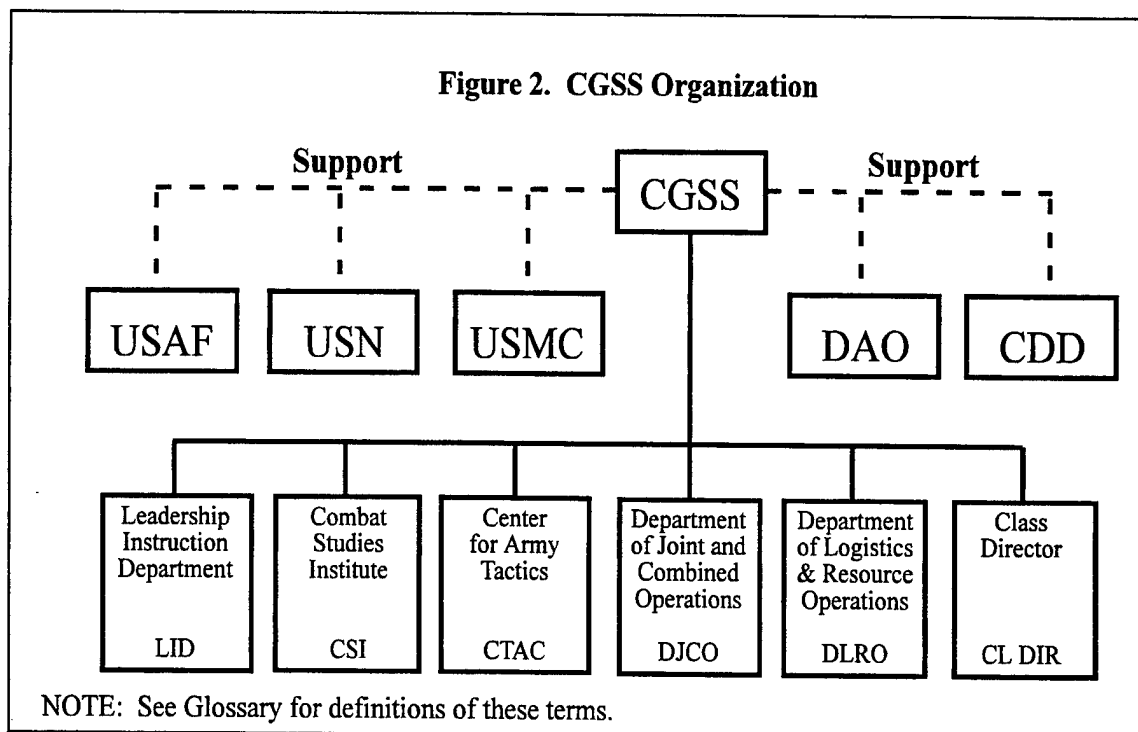 Figure 2. CGSS Organization
Support
Support
CGSS
USAF
USN
USMC
DAO
CDD
Leadership
Instruction
Department
LID
Combat
Studies
Institute
CSI
Center
for Army
Tactics
CTAC
Department
of Joint and
Combined
Operations
DJCO
Department
of Logistics
& Resource
Operations
DLRO
Class
Director
CL DIR
NOTE: See Glossary for definitions of these terms.